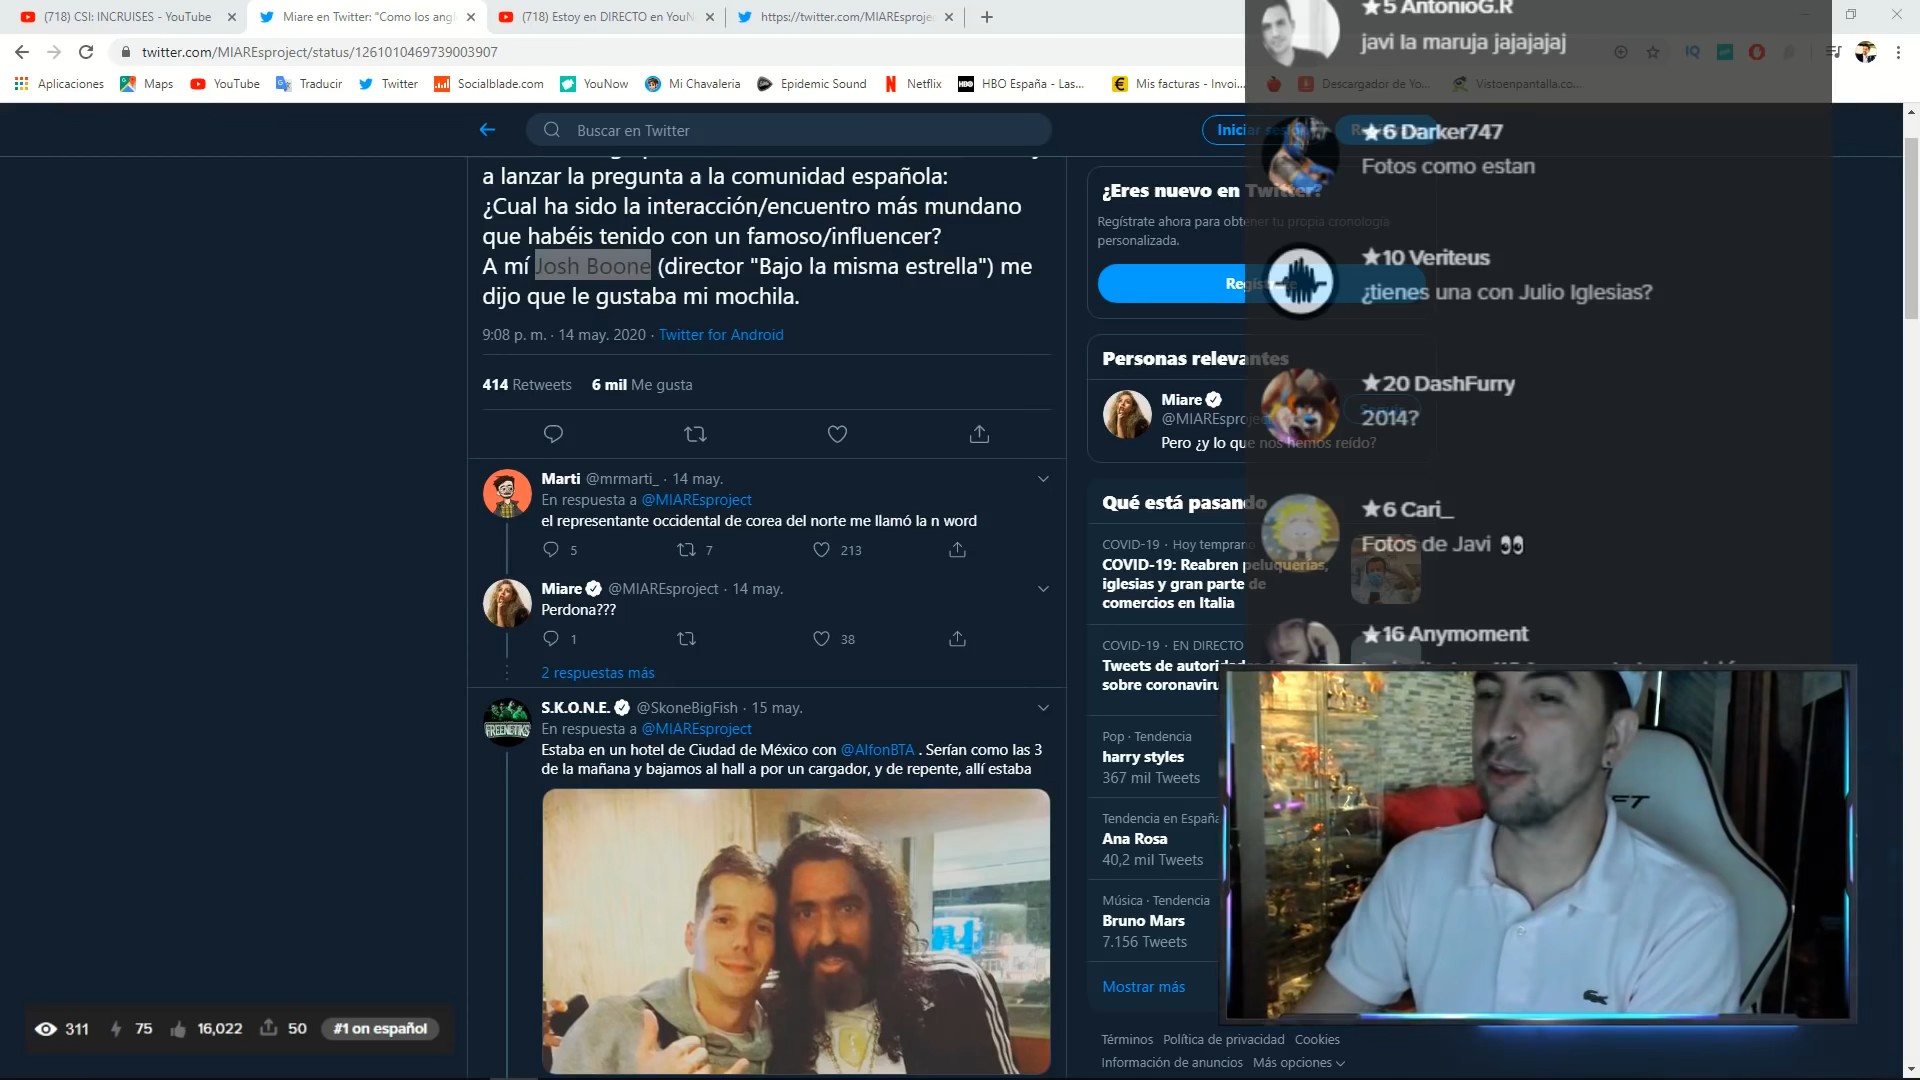 (718) CSI: INCRUISES - YouTube
Miare en Twitter: "Como los angl
(718) Estoy en DIRECTO en YouN
https://twitter.com/MIAREsprojec
twitter.com/MIAREsproject/status/1261010469739003907
Aplicaciones
Maps
YouTube
Traducir
Twitter
Socialblade.com
YouNow
Mi Chavaleria
Epidemic Sound
Netflix
HBO España - Las...
Mis facturas - Invoi...
Descargador de Yo...
Vistoenpantalla.co...
Buscar en Twitter
Iniciar sesión
a lanzar la pregunta a la comunidad española:
¿Cual ha sido la interacción/encuentro más mundano
que habéis tenido con un famoso/influencer?
A mí Josh Boone (director "Bajo la misma estrella") me
dijo que le gustaba mi mochila.
9:08 p. m. · 14 may. 2020 · Twitter for Android
414 Retweets 6 mil Me gusta
Marti @mrmarti_ · 14 may.
En respuesta a @MIAREsproject
el representante occidental de corea del norte me llamó la n word
5 7 213
Miare @MIAREsproject · 14 may.
Perdona???
1 38
2 respuestas más
S.K.O.N.E. @SkoneBigFish · 15 may.
En respuesta a @MIAREsproject
Estaba en un hotel de Ciudad de México con @AlfonBTA . Serían como las 3
de la mañana y bajamos al hall a por un cargador, y de repente, allí estaba
FREENETIKS
¿Eres nuevo en Twitter?
Regístrate ahora para obtener tu propia cronología
personalizada.
Personas relevantes
Miare
@MIAREsproject
Pero ¿y lo que nos hemos reído?
Qué está pasando
COVID-19 · Hoy temprano
COVID-19: Reabren peluquerías,
iglesias y gran parte de
comercios en Italia
COVID-19 · EN DIRECTO
Tweets de autoridades
sobre coronaviru
Pop · Tendencia
harry styles
367 mil Tweets
Tendencia en España
Ana Rosa
40,2 mil Tweets
Música · Tendencia
Bruno Mars
7.156 Tweets
Mostrar más
Términos Política de privacidad Cookies
Información de anuncios Más opciones
★5 AntonioG.R
javi la maruja jajajajaj
★6 Darker747
Fotos como estan
★10 Veriteus
¿tienes una con Julio Iglesias?
★20 DashFurry
2014?
★6 Cari_
Fotos de Javi 👀
★16 Anymoment
311 75 16,022 50 #1 on español